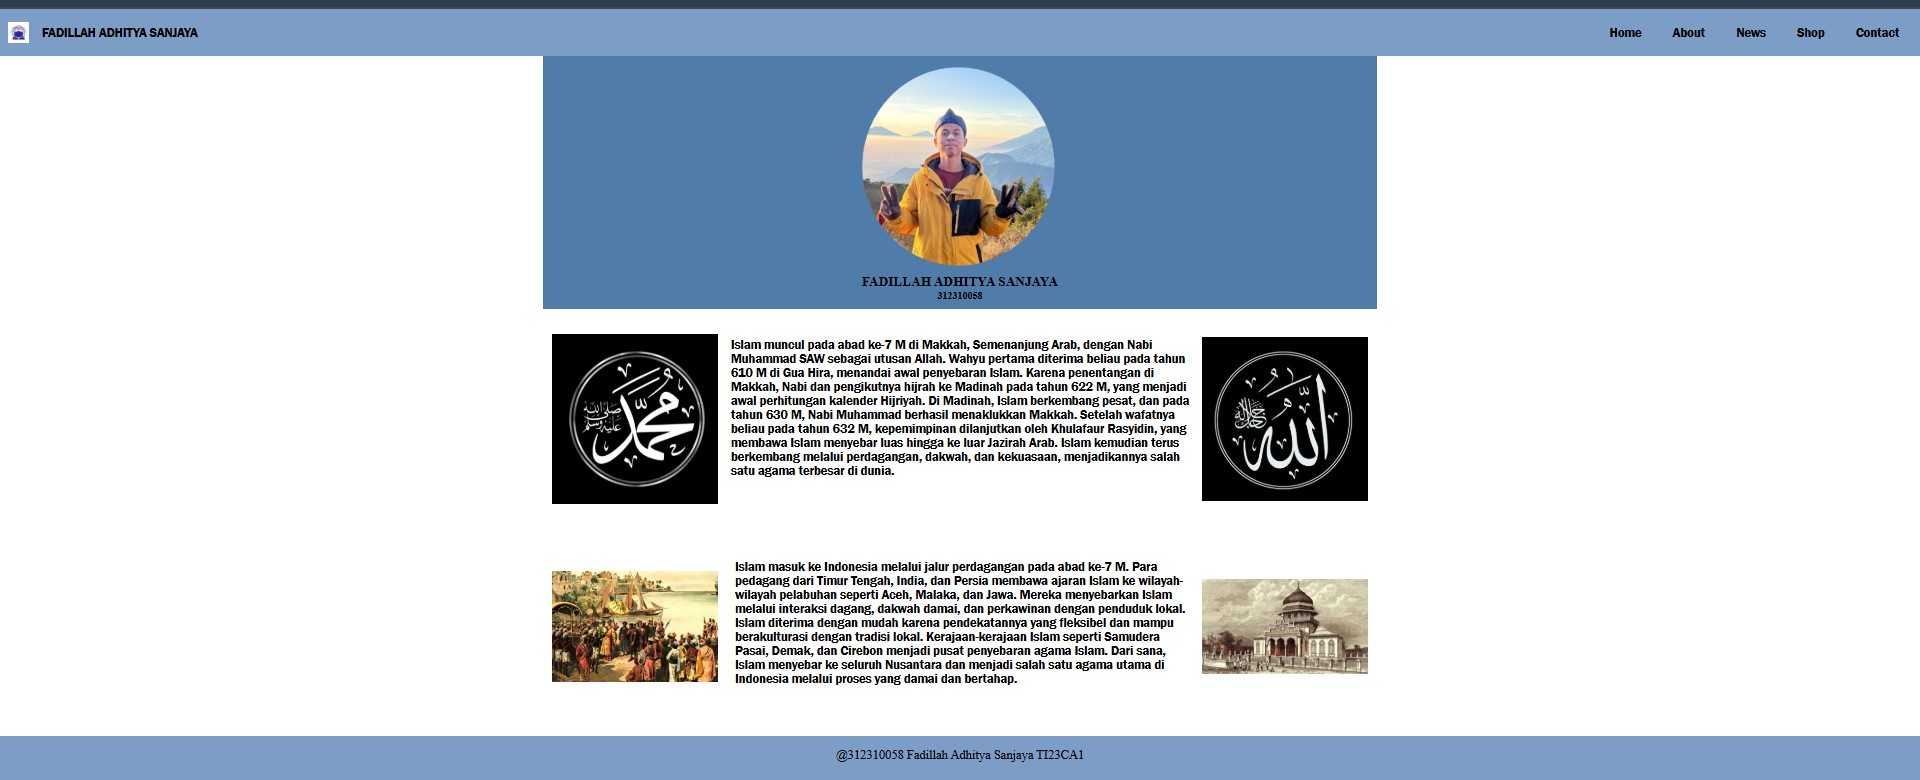 FADILLAH ADHITYA SANJAYA
Home About News Shop Contact
FADILLAH ADHITYA SANJAYA
312310058
محمد
صلى الله
عليه وسلم
Islam muncul pada abad ke-7 M di Makkah, Semenanjung Arab, dengan Nabi
Muhammad SAW sebagai utusan Allah. Wahyu pertama diterima beliau pada tahun
610 M di Gua Hira, menandai awal penyebaran Islam. Karena penentangan di
Makkah, Nabi dan pengikutnya hijrah ke Madinah pada tahun 622 M, yang menjadi
awal perhitungan kalender Hijriyah. Di Madinah, Islam berkembang pesat, dan pada
tahun 630 M, Nabi Muhammad berhasil menaklukkan Makkah. Setelah wafatnya
beliau pada tahun 632 M, kepemimpinan dilanjutkan oleh Khulafaur Rasyidin, yang
membawa Islam menyebar luas hingga ke luar Jazirah Arab. Islam kemudian terus
berkembang melalui perdagangan, dakwah, dan kekuasaan, menjadikannya salah
satu agama terbesar di dunia.
الله
جل جلاله
Islam masuk ke Indonesia melalui jalur perdagangan pada abad ke-7 M. Para
pedagang dari Timur Tengah, India, dan Persia membawa ajaran Islam ke wilayah-
wilayah pelabuhan seperti Aceh, Malaka, dan Jawa. Mereka menyebarkan Islam
melalui interaksi dagang, dakwah damai, dan perkawinan dengan penduduk lokal.
Islam diterima dengan mudah karena pendekatannya yang fleksibel dan mampu
berakulturasi dengan tradisi lokal. Kerajaan-kerajaan Islam seperti Samudera
Pasai, Demak, dan Cirebon menjadi pusat penyebaran agama Islam. Dari sana,
Islam menyebar ke seluruh Nusantara dan menjadi salah satu agama utama di
Indonesia melalui proses yang damai dan bertahap.
@312310058 Fadillah Adhitya Sanjaya TI23CA1